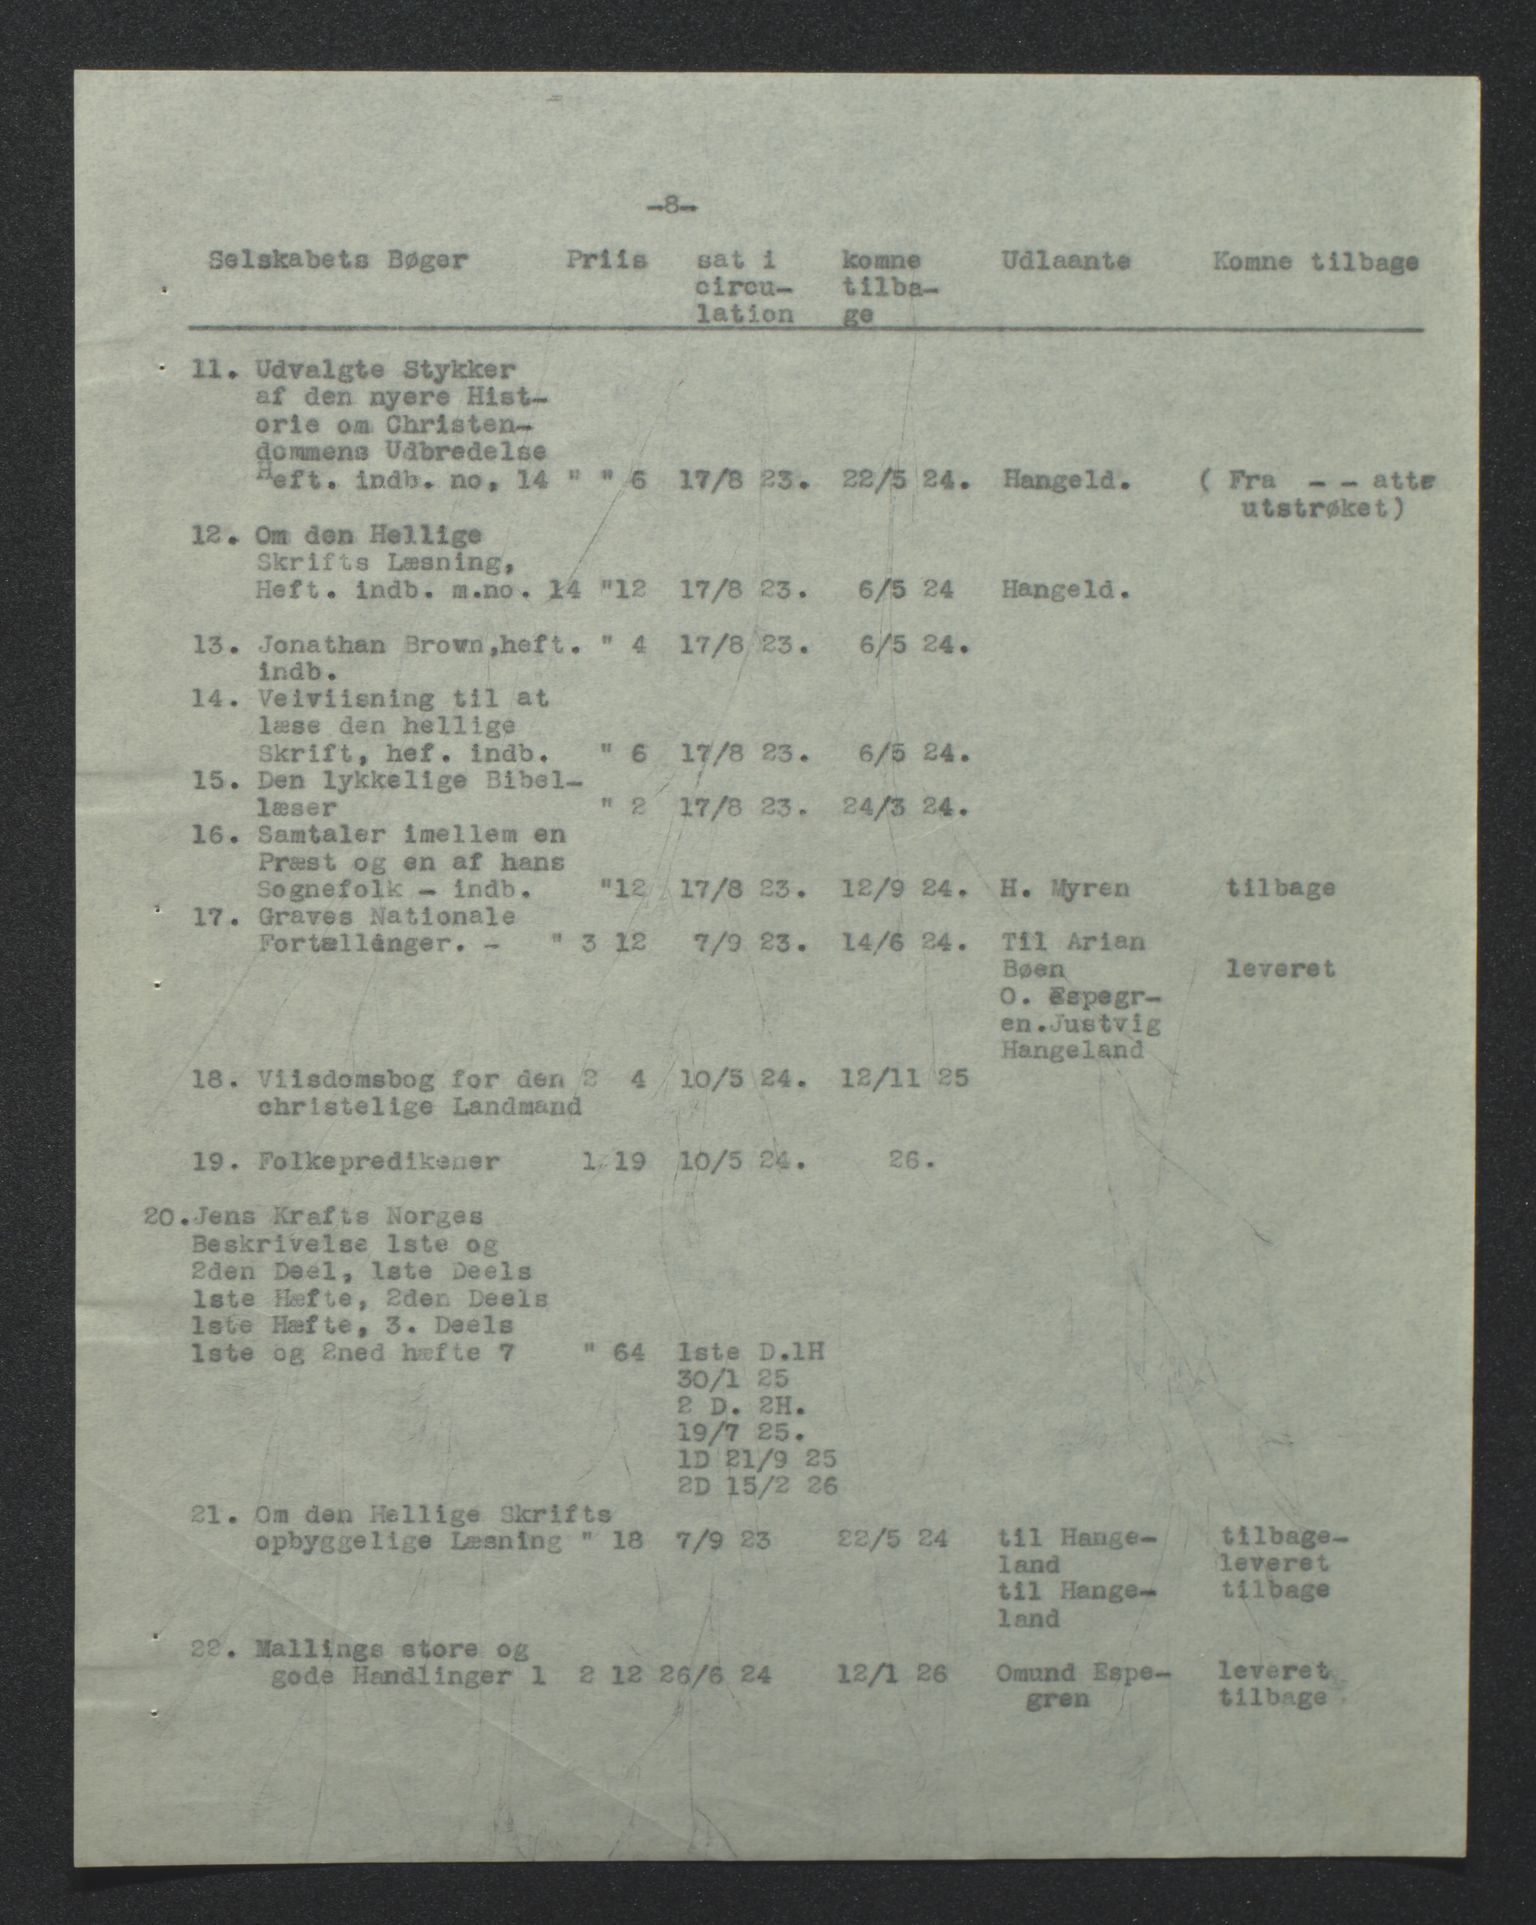 -8-
Selskabets Bøger Priis sat i komne Udlaante Komne tilbage
circu- tilba-
lation ge
11. Udvalgte Stykker
af den nyere Hist-
orie om Christen-
dommens Udbredelse
Heft. indb. no, 14 " " 6 17/8 23. 22/5 24. Hangeld. ( Fra - - atte
utstrøket)
12. Om den Hellige
Skrifts Læsning,
Heft. indb. m.no. 14 "12 17/8 23. 6/5 24 Hangeld.
13. Jonathan Brown,heft. " 4 17/8 23. 6/5 24.
indb.
14. Veiviisning til at
læse den hellige
Skrift, hef. indb. " 6 17/8 23. 6/5 24.
15. Den lykkelige Bibel-
læser " 2 17/8 23. 24/3 24.
16. Samtaler imellem en
Præst og en af hans
Sognefolk - indb. "12 17/8 23. 12/9 24. H. Myren tilbage
17. Graves Nationale
Fortællinger. - " 3 12 7/9 23. 14/6 24. Til Arian
Bøen leveret
O. Espegr-
en.Justvig
Hangeland
18. Viisdomsbog for den 2 4 10/5 24. 12/11 25
christelige Landmand
19. Folkepredikener 1 19 10/5 24. 26.
20.Jens Krafts Norges
Beskrivelse 1ste og
2den Deel, 1ste Deels
1ste Hæfte, 2den Deels
1ste Hæfte, 3. Deels
1ste og 2ned hæfte 7 " 64 1ste D.1H
30/1 25
2 D. 2H.
19/7 25.
1D 21/9 25
2D 15/2 26
21. Om den Hellige Skrifts
opbyggelige Læsning " 18 7/9 23 22/5 24 til Hange- tilbage-
land leveret
til Hange- tilbage
land
22. Mallings store og
gode Handlinger 1 2 12 26/6 24 12/1 26 Omund Espe- leveret
gren tilbage